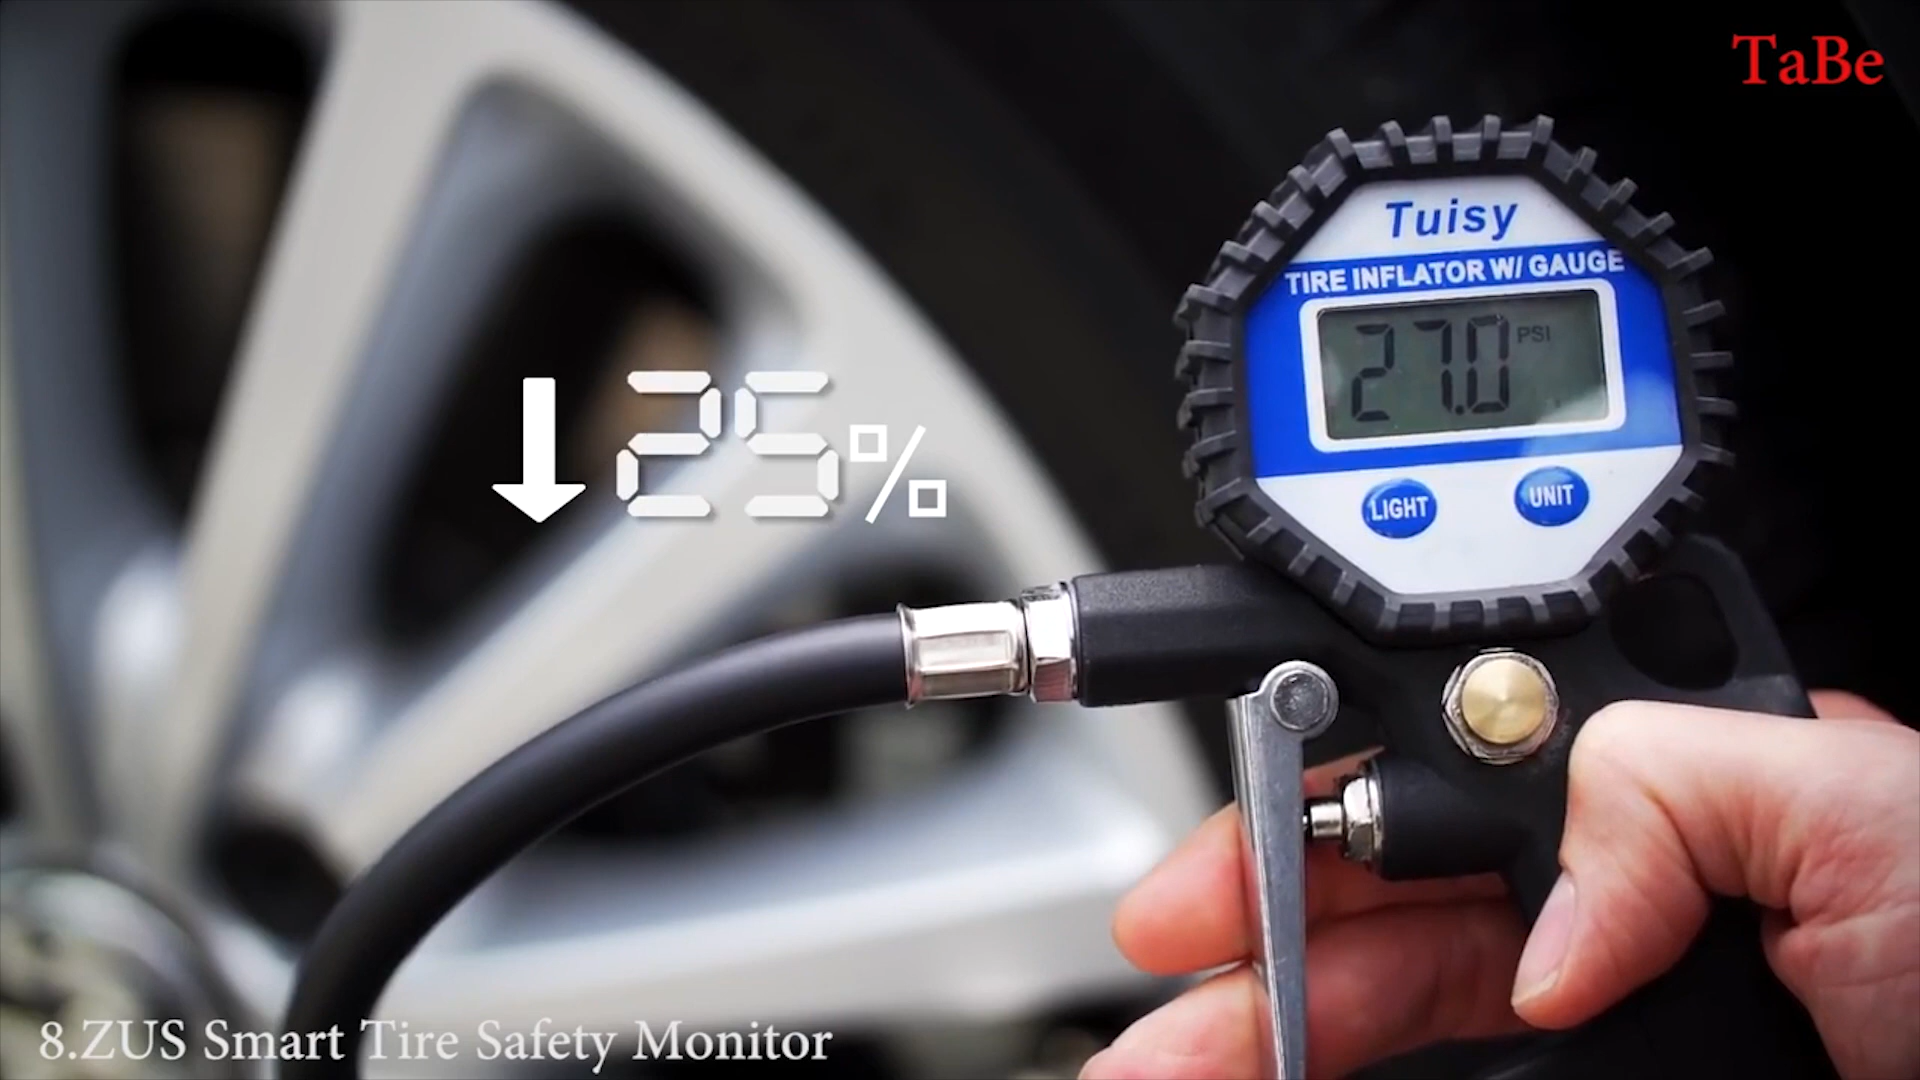 TaBe
Tuisy
TIRE INFLATOR W/ GAUGE
27.0 PSI
↓25%
LIGHT
UNIT
8.ZUS Smart Tire Safety Monitor